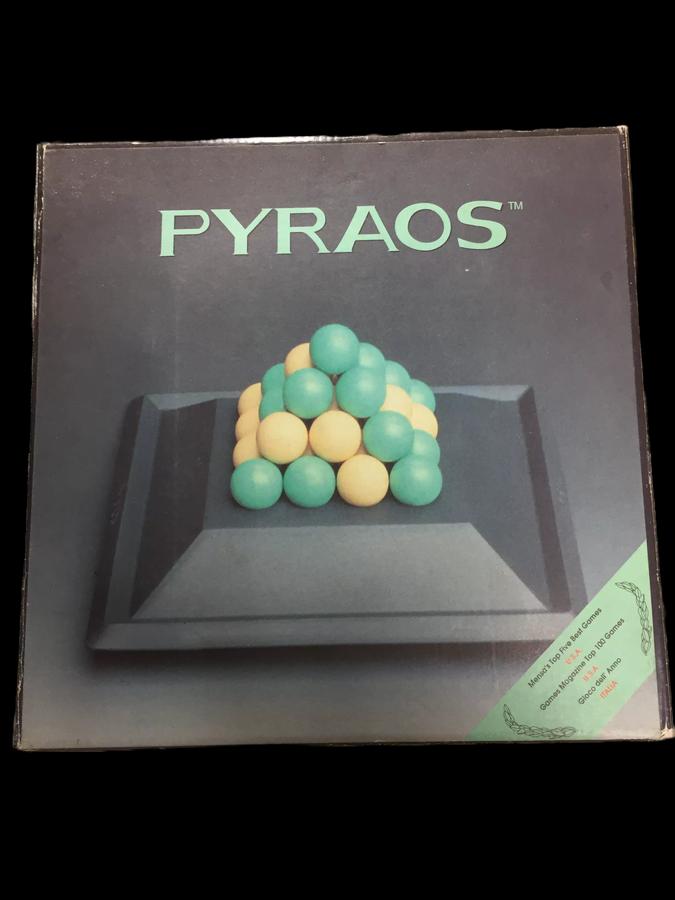 PYRAOS™
Mensa's Top Five Best Games
U.S.A.
Games Magazine Top 100 Games
U.S.A
Gioco dell' Anno
ITALIA